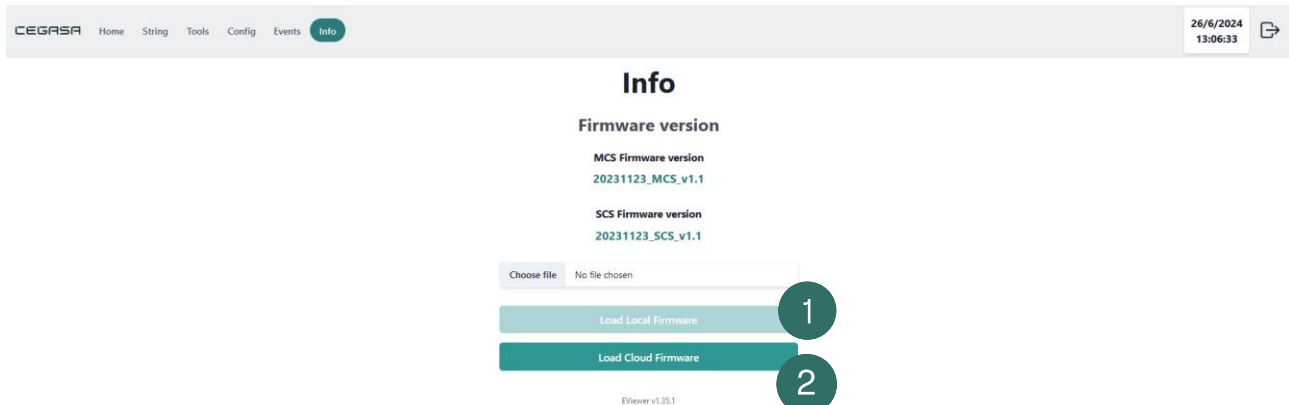 CEGASA Home String Tools Config Events Info
26/6/2024
13:06:33
Info
Firmware version
MCS Firmware version
20231123_MCS_v1.1
SCS Firmware version
20231123_SCS_v1.1
Choose file No file chosen
Load Local Firmware
1
Load Cloud Firmware
2
EViewer v1.35.1